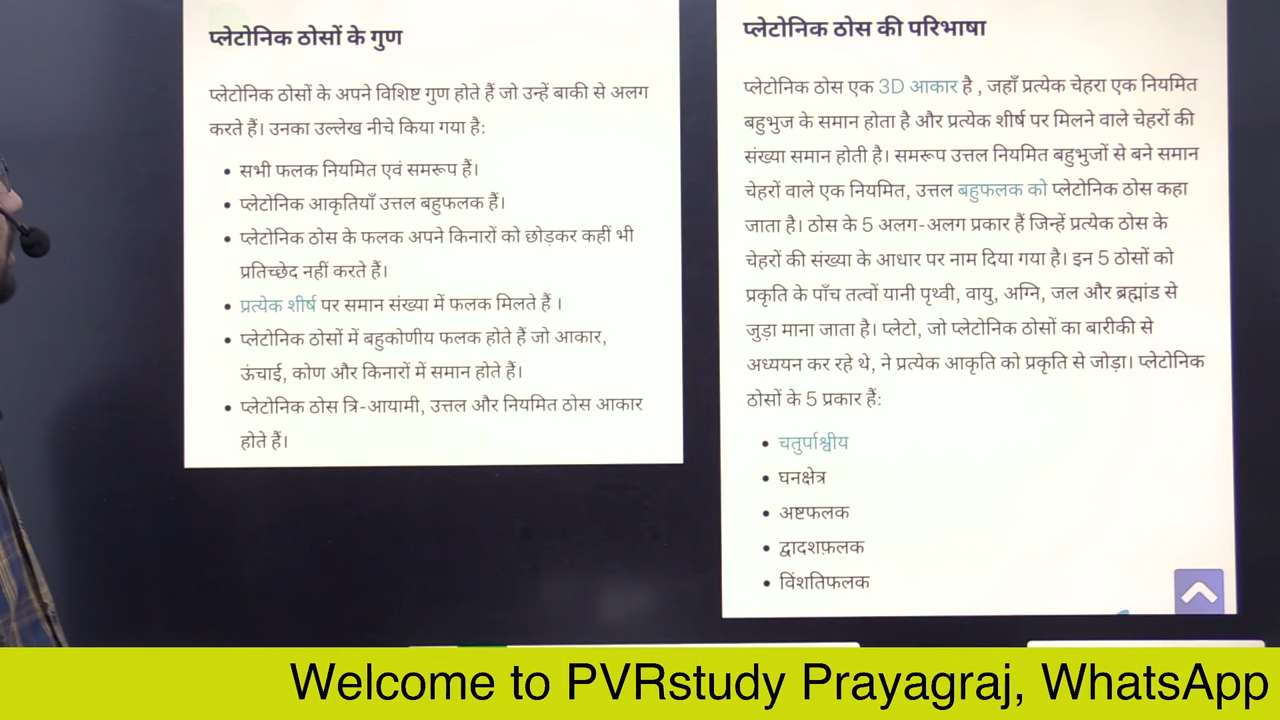 प्लेटोनिक ठोसों के गुण
प्लेटोनिक ठोसों के अपने विशिष्ट गुण होते हैं जो उन्हें बाकी से अलग
करते हैं। उनका उल्लेख नीचे किया गया है:
• सभी फलक नियमित एवं समरूप हैं।
• प्लेटोनिक आकृतियाँ उत्तल बहुफलक हैं।
• प्लेटोनिक ठोस के फलक अपने किनारों को छोड़कर कहीं भी
प्रतिच्छेद नहीं करते हैं।
• प्रत्येक शीर्ष पर समान संख्या में फलक मिलते हैं ।
• प्लेटोनिक ठोसों में बहुकोणीय फलक होते हैं जो आकार,
ऊंचाई, कोण और किनारों में समान होते हैं।
• प्लेटोनिक ठोस त्रि-आयामी, उत्तल और नियमित ठोस आकार
होते हैं।
प्लेटोनिक ठोस की परिभाषा
प्लेटोनिक ठोस एक 3D आकार है , जहाँ प्रत्येक चेहरा एक नियमित
बहुभुज के समान होता है और प्रत्येक शीर्ष पर मिलने वाले चेहरों की
संख्या समान होती है। समरूप उत्तल नियमित बहुभुजों से बने समान
चेहरों वाले एक नियमित, उत्तल बहुफलक को प्लेटोनिक ठोस कहा
जाता है। ठोस के 5 अलग-अलग प्रकार हैं जिन्हें प्रत्येक ठोस के
चेहरों की संख्या के आधार पर नाम दिया गया है। इन 5 ठोसों को
प्रकृति के पाँच तत्वों यानी पृथ्वी, वायु, अग्नि, जल और ब्रह्मांड से
जुड़ा माना जाता है। प्लेटो, जो प्लेटोनिक ठोसों का बारीकी से
अध्ययन कर रहे थे, ने प्रत्येक आकृति को प्रकृति से जोड़ा। प्लेटोनिक
ठोसों के 5 प्रकार हैं:
• चतुर्पाश्वीय
• घनक्षेत्र
• अष्टफलक
• द्वादशफ़लक
• विंशतिफलक
Welcome to PVRstudy Prayagraj, WhatsApp